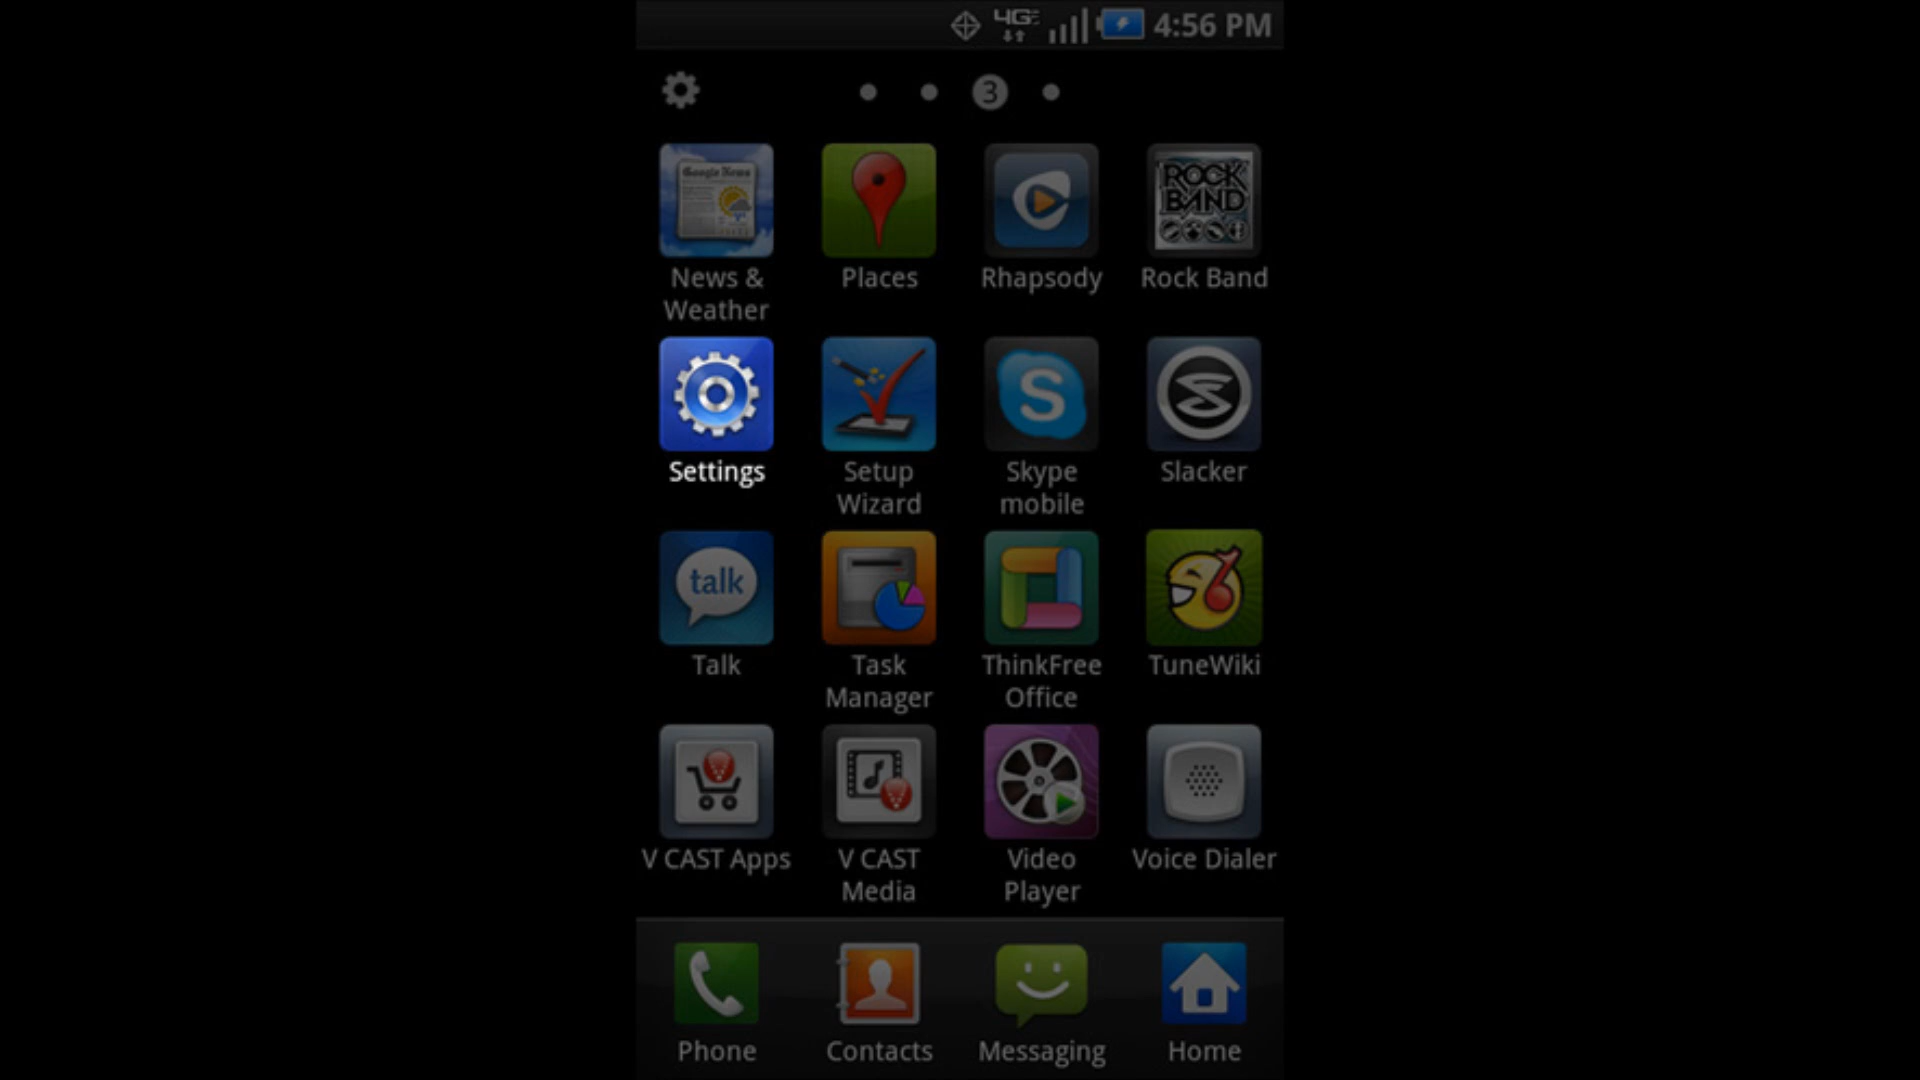 4G 4:56 PM
3
Google News
ROCK
BAND
News &
Weather
Places
Rhapsody
Rock Band
S
Settings
Setup
Wizard
Skype
mobile
Slacker
talk
Talk
Task
Manager
ThinkFree
Office
TuneWiki
V CAST Apps
V CAST
Media
Video
Player
Voice Dialer
Phone
Contacts
Messaging
Home